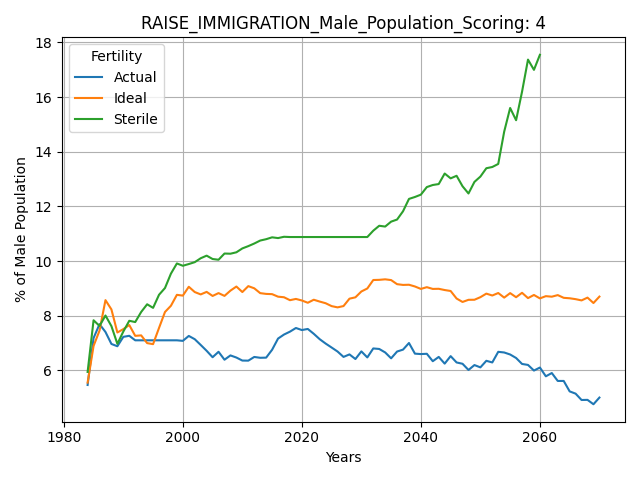 RAISE_IMMIGRATION_Male_Population_Scoring: 4
% of Male Population
18
16
14
12
10
8
6
Fertility
Actual
Ideal
Sterile
1980 2000 2020 2040 2060
Years